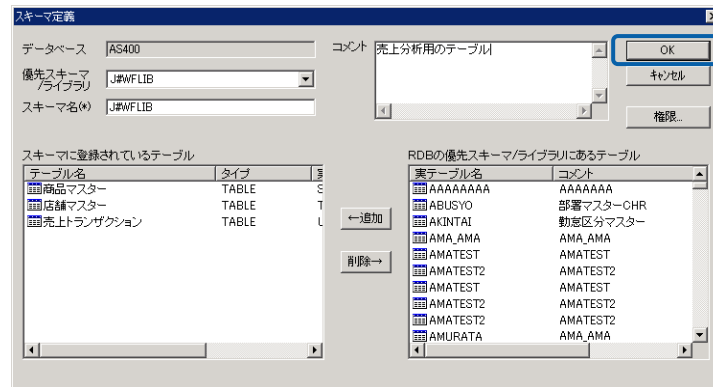 スキーマ定義
データベース AS400
優先スキーマ
/ライブラリ J#WFLIB
スキーマ名(*) J#WFLIB
コメント 売上分析用のテーブル
OK
キャンセル
権限...
スキーマに登録されているテーブル
テーブル名 タイプ
商品マスター TABLE
店舗マスター TABLE
売上トランザクション TABLE
←追加
削除→
RDBの優先スキーマ/ライブラリにあるテーブル
実テーブル名 コメント
AAAAAAAA AAAAAAA
ABUSYO 部署マスターCHR
AKINTAI 勤怠区分マスター
AMA_AMA AMA_AMA
AMATEST AMATEST
AMATEST2 AMATEST2
AMATEST AMATEST
AMATEST2 AMATEST2
AMATEST2 AMATEST2
AMURATA AMA_AMA